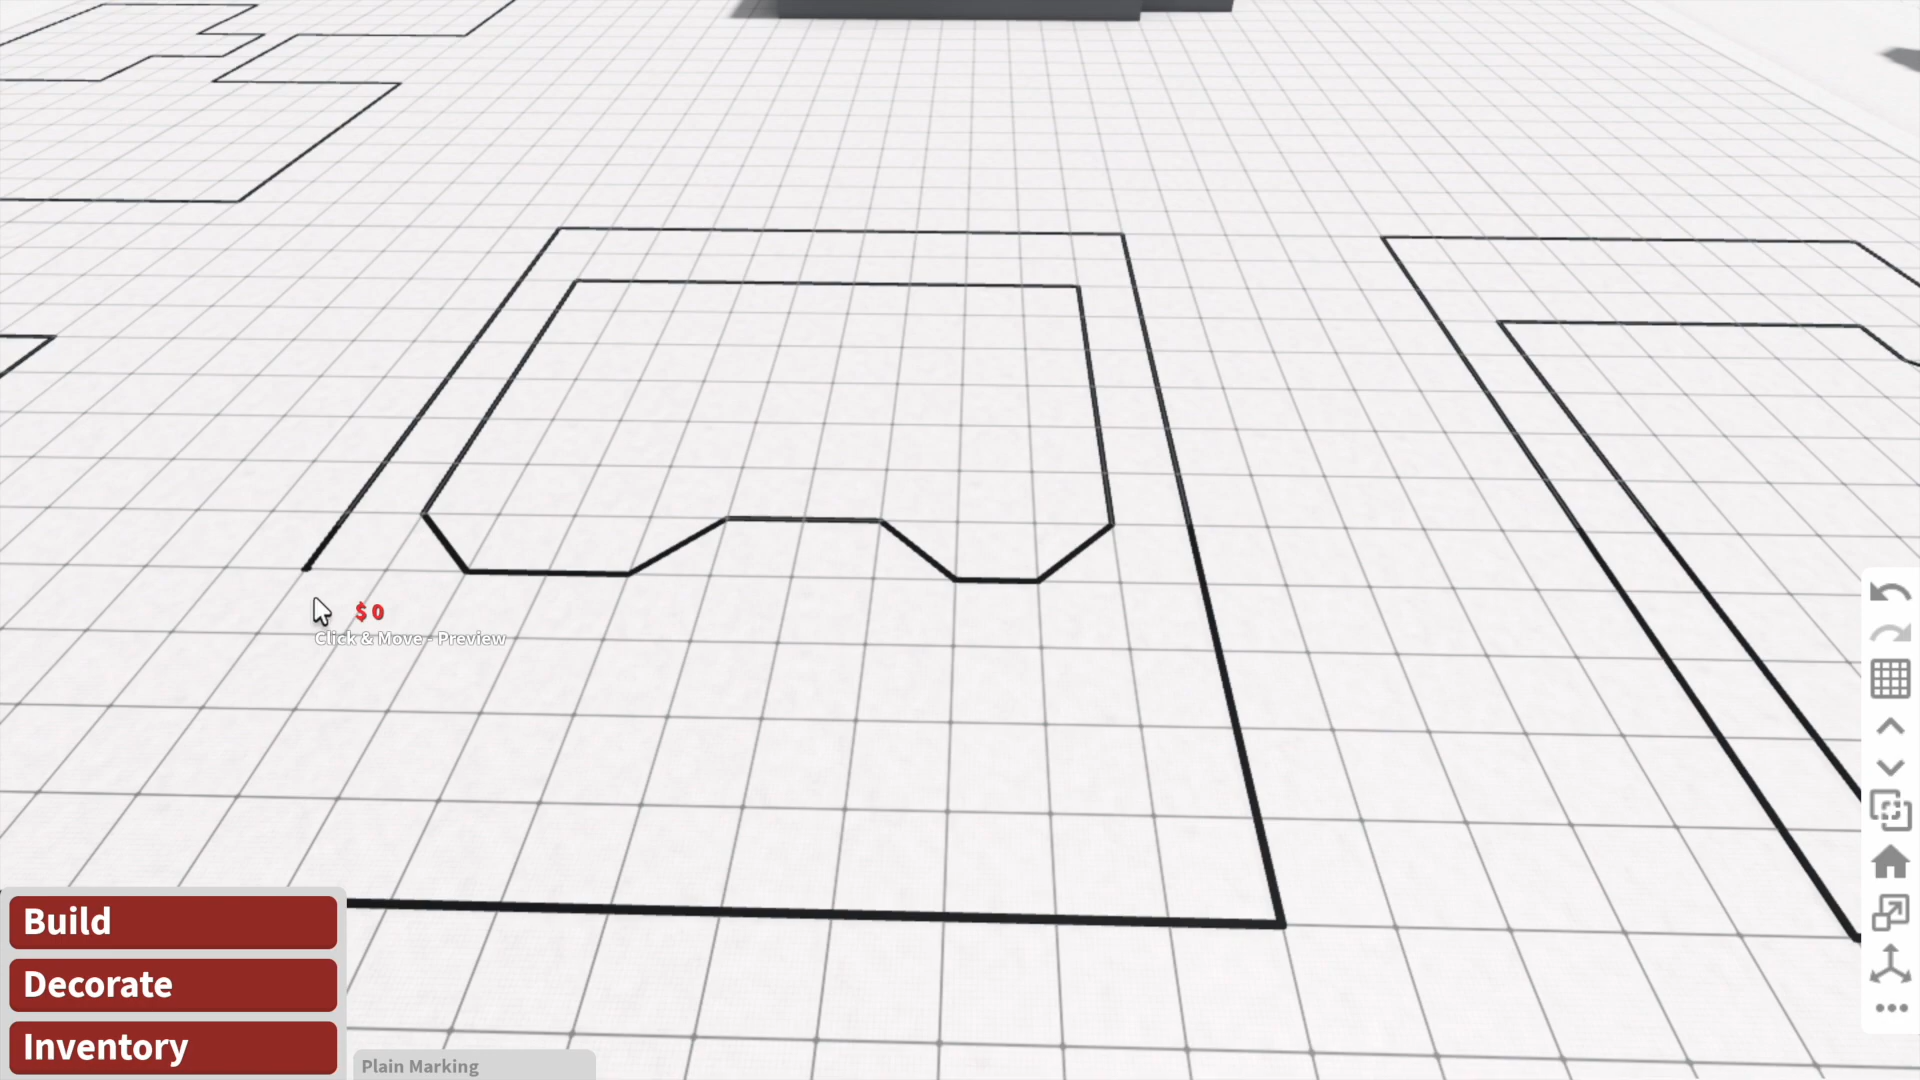 $0
Click & Move - Preview
Build
Decorate
Inventory
Plain Marking